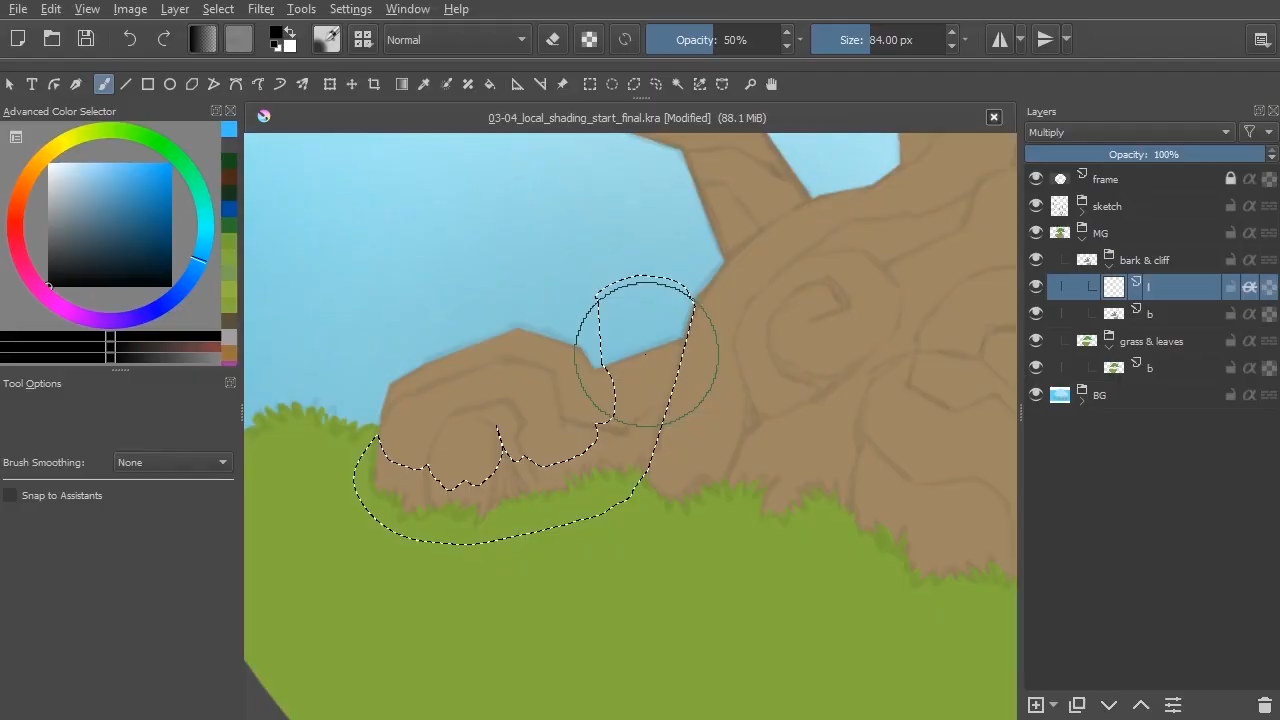 File Edit View Image Layer Select Filter Tools Settings Window Help
Normal Opacity: 50% Size: 84.00 px
Advanced Color Selector
03-04_local_shading_start_final.kra [Modified] (88.1 MiB)
Layers
Multiply
Opacity: 100%
frame
sketch
MG
bark & cliff
l
b
grass & leaves
b
BG
Tool Options
Brush Smoothing: None
Snap to Assistants